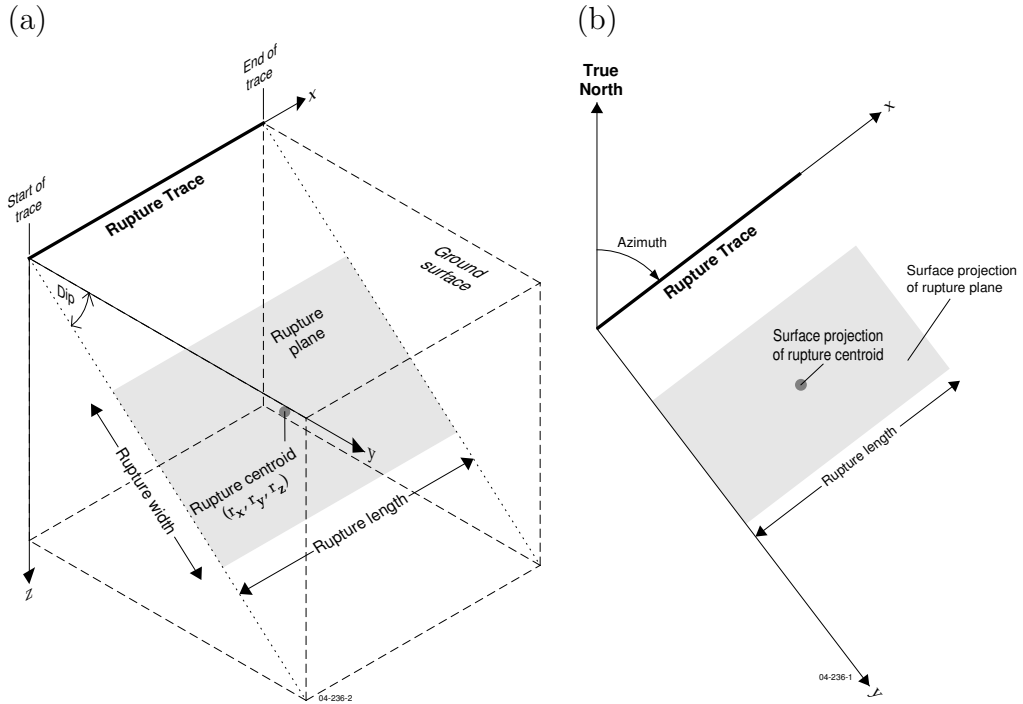 (a)
End of
trace
x
Start of
trace
Rupture Trace
Ground
surface
Dip
Rupture
plane
y
Rupture centroid
(rx, ry, rz)
Rupture width
Rupture length
z
04-236-2
(b)
True
North
x
Azimuth
Rupture Trace
Surface projection
of rupture plane
Surface projection
of rupture centroid
Rupture length
04-236-1
y